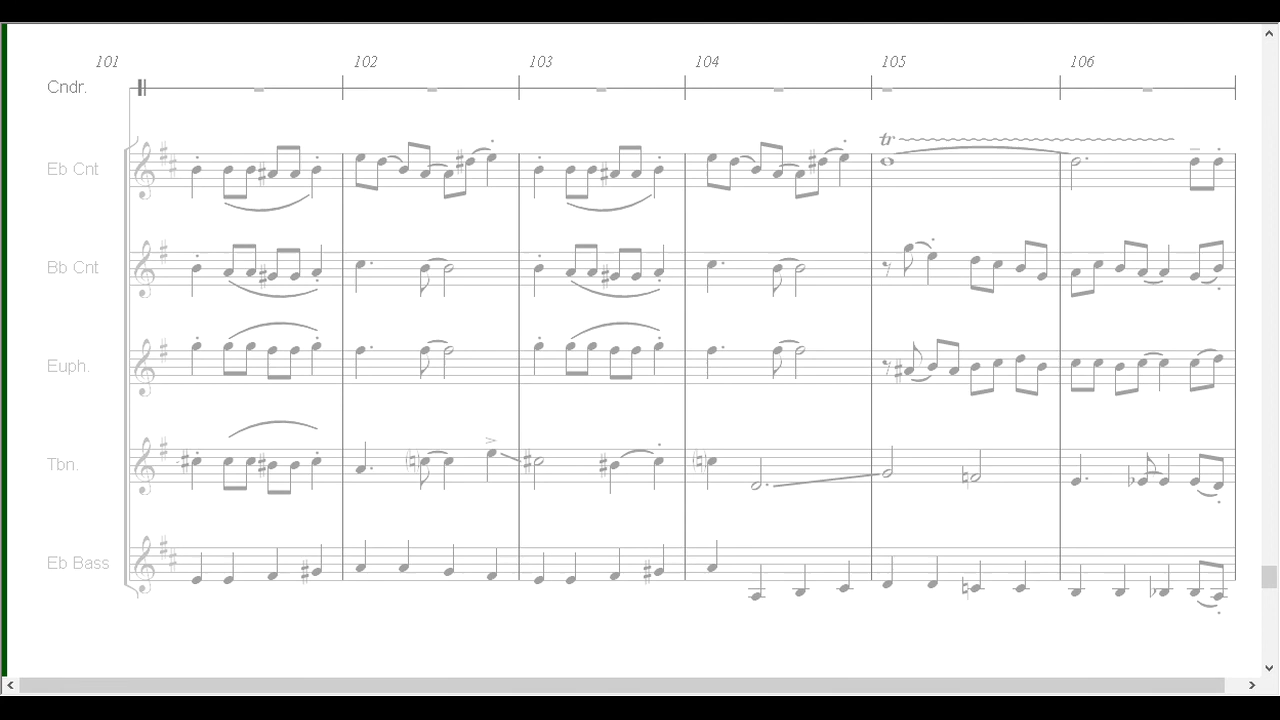 101 102 103 104 105 106
Cndr.
tr
Eb Cnt
Bb Cnt
Euph.
Tbn.
Eb Bass